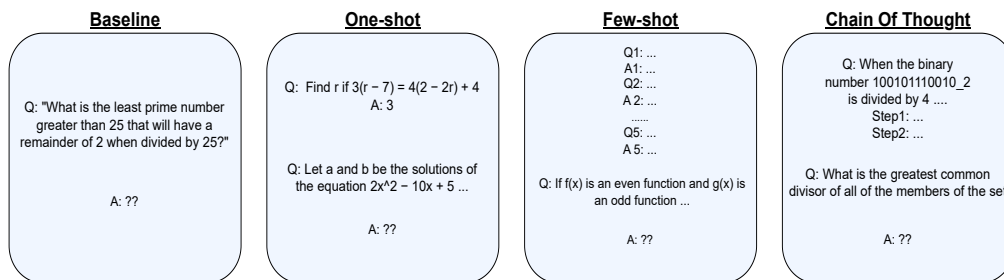 Baseline
Q: "What is the least prime number
greater than 25 that will have a
remainder of 2 when divided by 25?"
A: ??
One-shot
Q: Find r if 3(r − 7) = 4(2 − 2r) + 4
A: 3
Q: Let a and b be the solutions of
the equation 2x^2 − 10x + 5 ...
A: ??
Few-shot
Q1: ...
A1: ...
Q2: ...
A 2: ...
......
Q5: ...
A 5: ...
Q: If f(x) is an even function and g(x) is
an odd function ...
A: ??
Chain Of Thought
Q: When the binary
number 100101110010_2
is divided by 4 ....
Step1: ...
Step2: ...
Q: What is the greatest common
divisor of all of the members of the set
A: ??